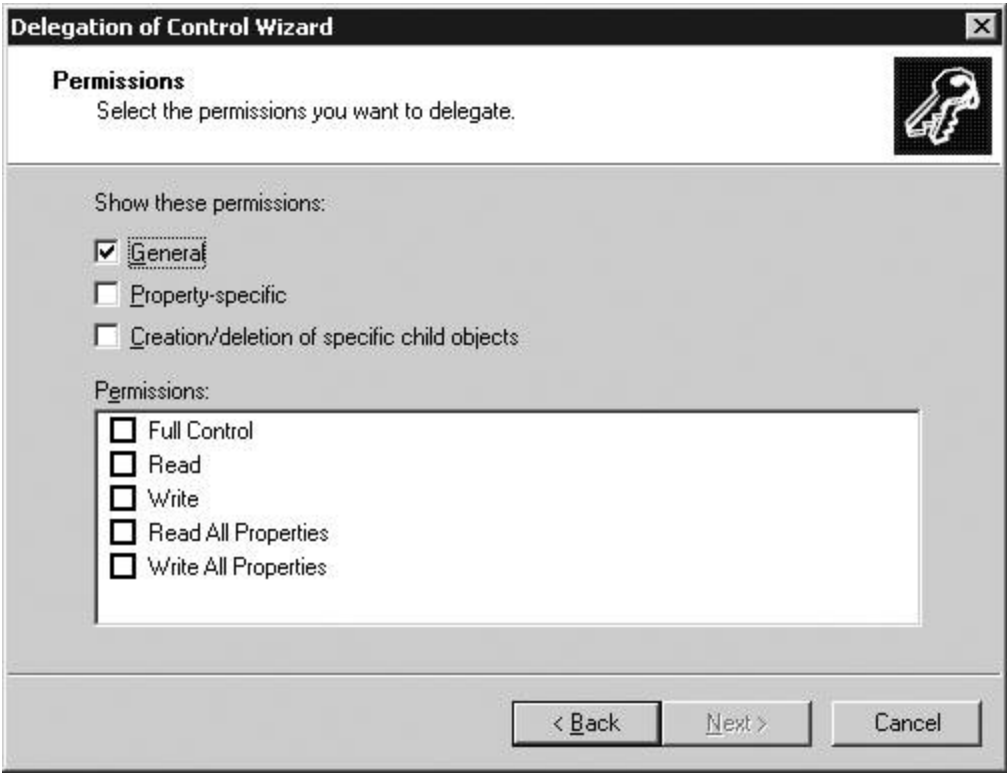 Delegation of Control Wizard
Permissions
Select the permissions you want to delegate.
Show these permissions:
General
Property-specific
Creation/deletion of specific child objects
Permissions:
Full Control
Read
Write
Read All Properties
Write All Properties
< Back Next > Cancel